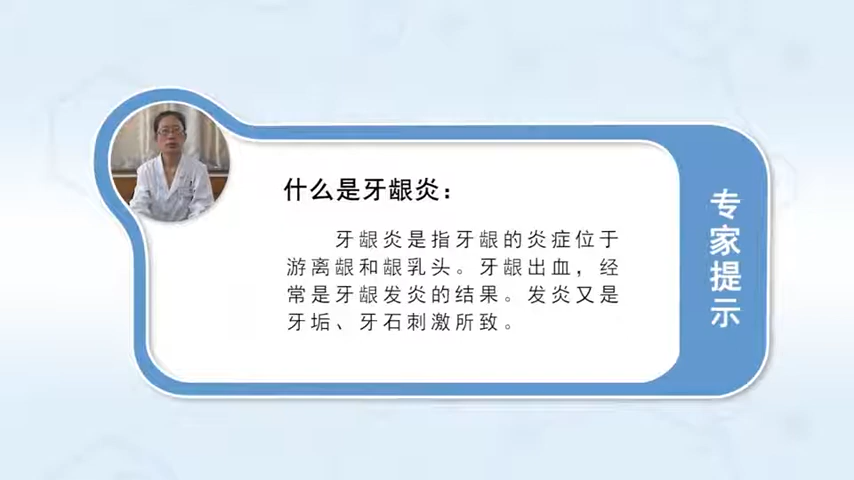 什么是牙龈炎：
牙龈炎是指牙龈的炎症位于
游离龈和龈乳头。牙龈出血，经
常是牙龈发炎的结果。发炎又是
牙垢、牙石刺激所致。
专家提示